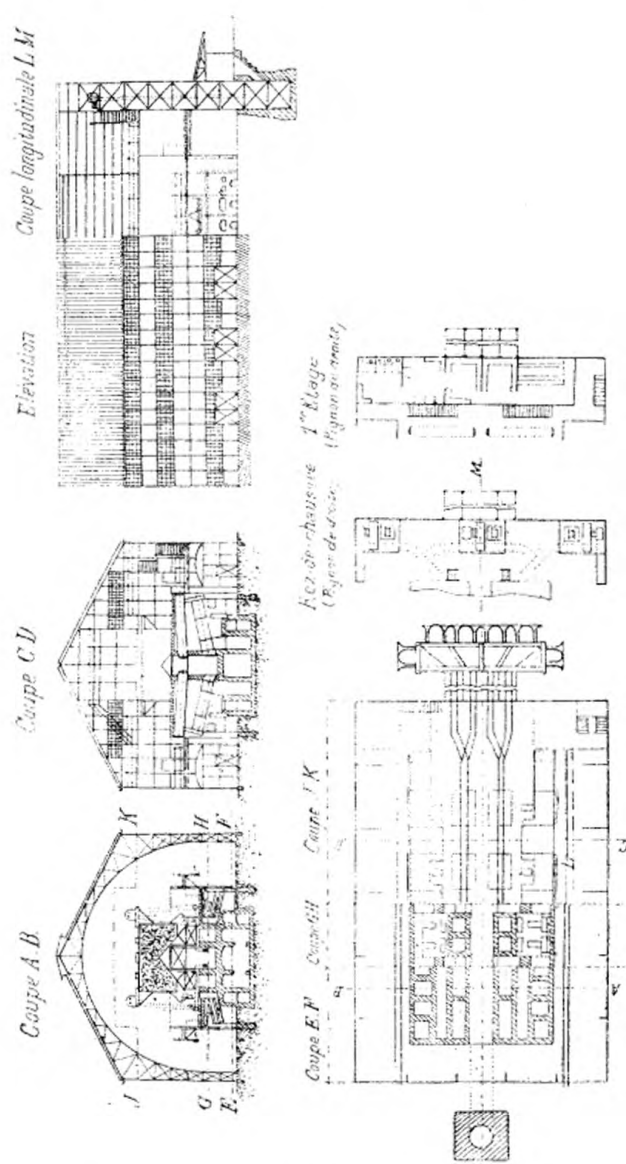 Coupe A.B.
Coupe C.D.
Elevation
Coupe longitudinale L.M
J
K
G
H
E
F
Coupe E.F
Coupe GH
Coupe J K
Rez-de-chaussée
(Pignon de droite)
1er Etage
(Pignon de droite)
M
L